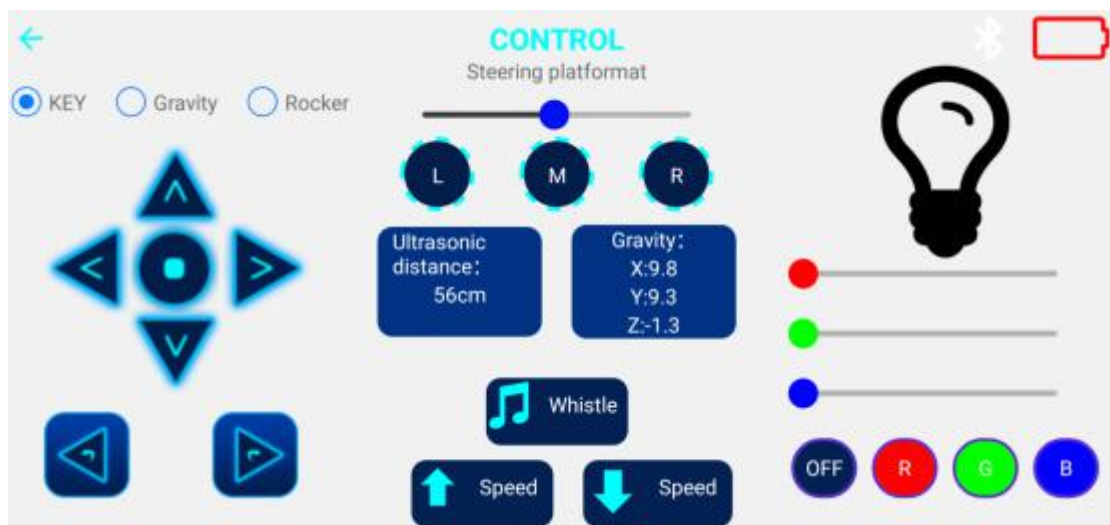 CONTROL
Steering platformat
KEY
Gravity
Rocker
L
M
R
Ultrasonic
distance:
56cm
Gravity:
X:9.8
Y:9.3
Z:-1.3
Whistle
Speed
Speed
OFF
R
G
B